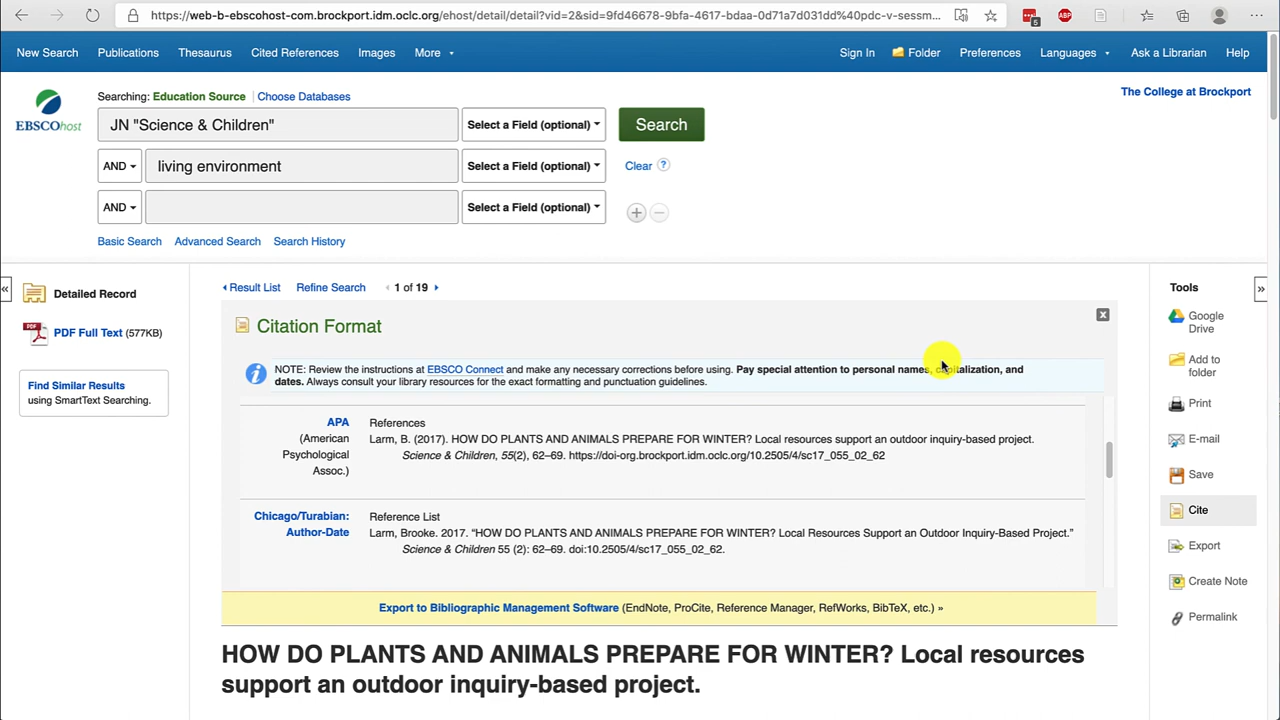 https://web-b-ebscohost-com.brockport.idm.oclc.org/ehost/detail/detail?vid=2&sid=9fd46678-9bfa-4617-bdaa-0d71a7d031dd%40pdc-v-sessm...
5
ABP
New Search Publications Thesaurus Cited References Images More
Sign In Folder Preferences Languages Ask a Librarian Help
EBSCOhost
Searching: Education Source Choose Databases
The College at Brockport
JN "Science & Children"
Select a Field (optional)
Search
AND
living environment
Select a Field (optional)
Clear ?
AND
Select a Field (optional)
Basic Search Advanced Search Search History
«
Detailed Record
PDF PDF Full Text (577KB)
Find Similar Results
using SmartText Searching.
Result List Refine Search 1 of 19
Citation Format
x
NOTE: Review the instructions at EBSCO Connect and make any necessary corrections before using. Pay special attention to personal names, capitalization, and
dates. Always consult your library resources for the exact formatting and punctuation guidelines.
APA
(American
Psychological
Assoc.)
References
Larm, B. (2017). HOW DO PLANTS AND ANIMALS PREPARE FOR WINTER? Local resources support an outdoor inquiry-based project.
Science & Children, 55(2), 62–69. https://doi-org.brockport.idm.oclc.org/10.2505/4/sc17_055_02_62
Chicago/Turabian:
Author-Date
Reference List
Larm, Brooke. 2017. “HOW DO PLANTS AND ANIMALS PREPARE FOR WINTER? Local Resources Support an Outdoor Inquiry-Based Project.”
Science & Children 55 (2): 62–69. doi:10.2505/4/sc17_055_02_62.
Export to Bibliographic Management Software (EndNote, ProCite, Reference Manager, RefWorks, BibTeX, etc.) »
HOW DO PLANTS AND ANIMALS PREPARE FOR WINTER? Local resources
support an outdoor inquiry-based project.
Tools
»
Google
Drive
Add to
folder
Print
E-mail
Save
Cite
Export
Create Note
Permalink